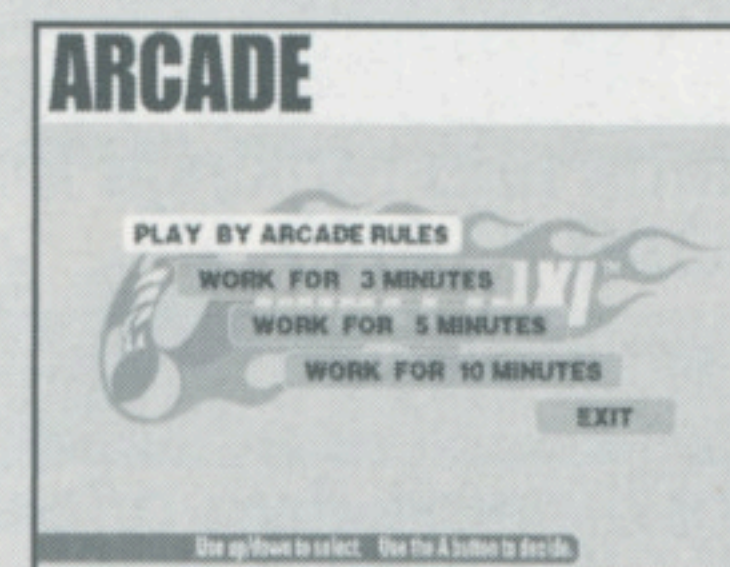 ARCADE
PLAY BY ARCADE RULES
WORK FOR 3 MINUTES
WORK FOR 5 MINUTES
WORK FOR 10 MINUTES
EXIT
Use up/down to select. Use the A button to decide.